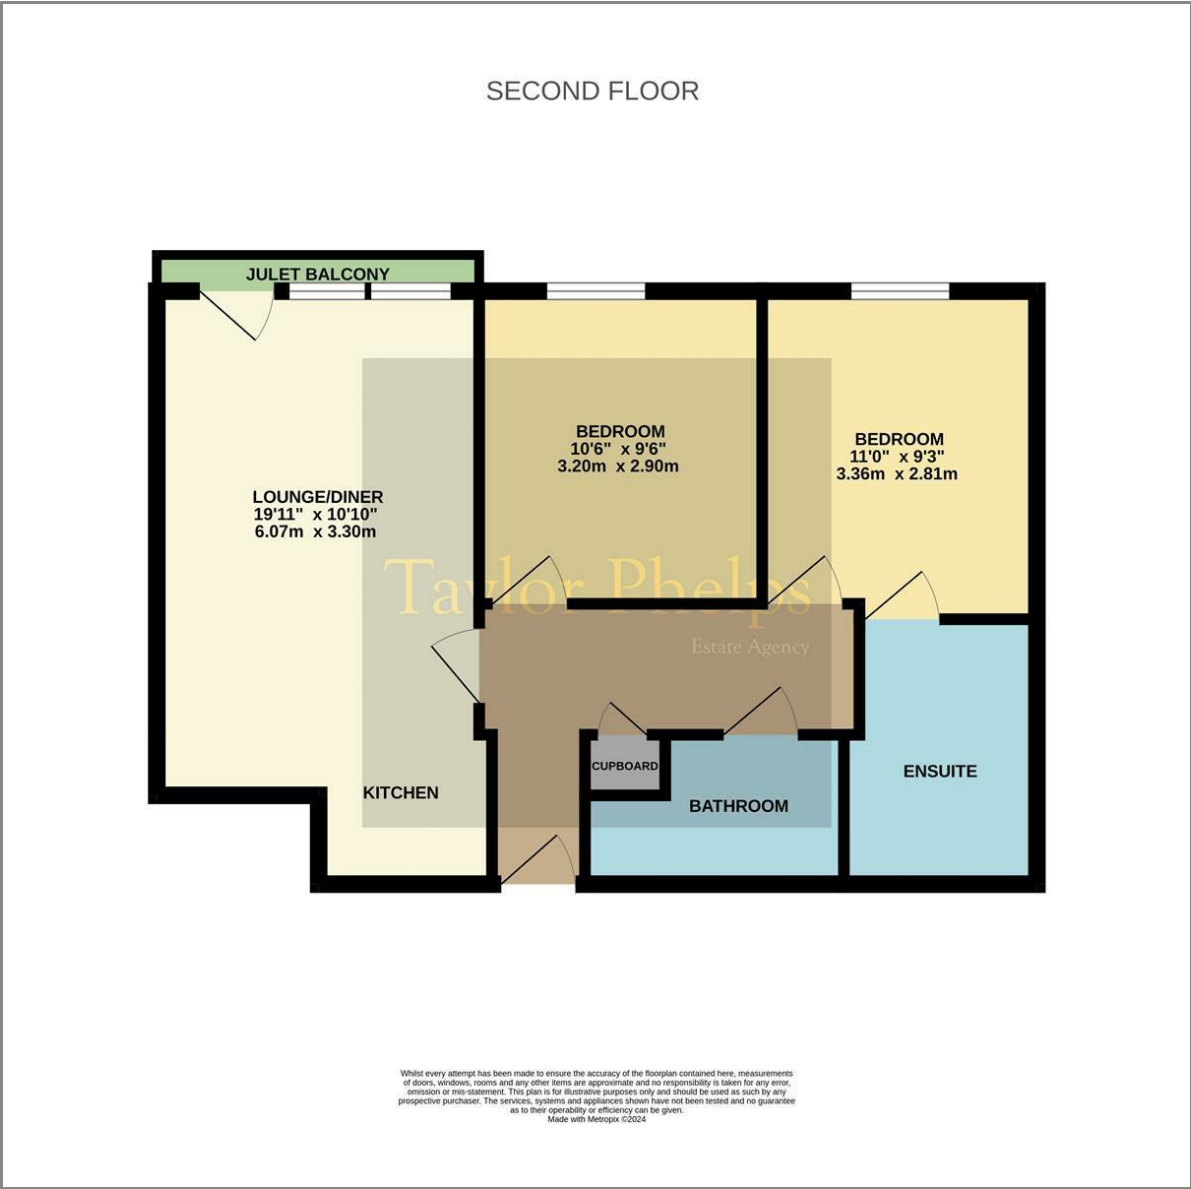 SECOND FLOOR
JULET BALCONY
BEDROOM
10'6" x 9'6"
3.20m x 2.90m
BEDROOM
11'0" x 9'3"
3.36m x 2.81m
LOUNGE/DINER
19'11" x 10'10"
6.07m x 3.30m
Taylor Phelps
Estate Agency
CUPBOARD
ENSUITE
KITCHEN
BATHROOM
Whilst every attempt has been made to ensure the accuracy of the floorplan contained here, measurements
of doors, windows, rooms and any other items are approximate and no responsibility is taken for any error,
omission or mis-statement. This plan is for illustrative purposes only and should be used as such by any
prospective purchaser. The services, systems and appliances shown have not been tested and no guarantee
as to their operability or efficiency can be given.
Made with Metropix ©2024